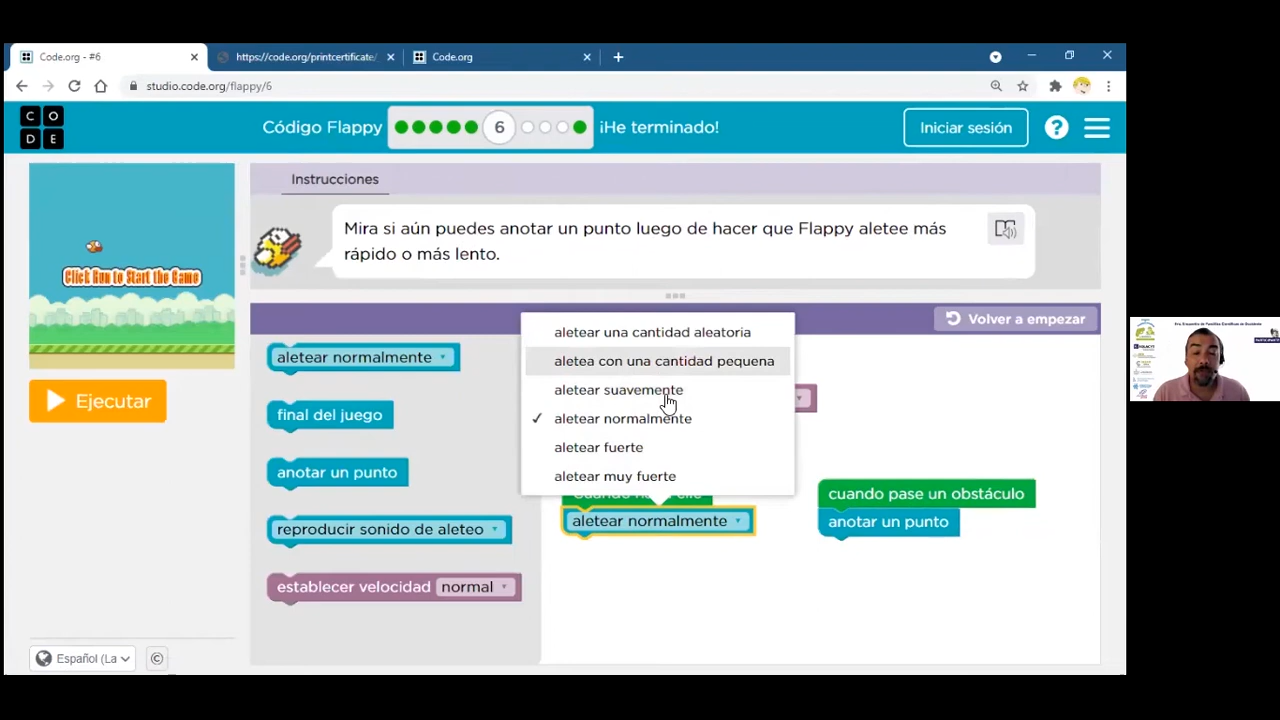 Code.org - #6
https://code.org/printcertificate/
Code.org
studio.code.org/flappy/6
C O
D E
Código Flappy
6
¡He terminado!
Iniciar sesión
?
Instrucciones
Mira si aún puedes anotar un punto luego de hacer que Flappy aletee más
rápido o más lento.
Click Run to Start the Game
Ejecutar
Volver a empezar
aletear normalmente
final del juego
anotar un punto
reproducir sonido de aleteo
establecer velocidad normal
aletear una cantidad aleatoria
aletea con una cantidad pequena
aletear suavemente
✓ aletear normalmente
aletear fuerte
aletear muy fuerte
aletear normalmente
cuando pase un obstáculo
anotar un punto
Español (La
©